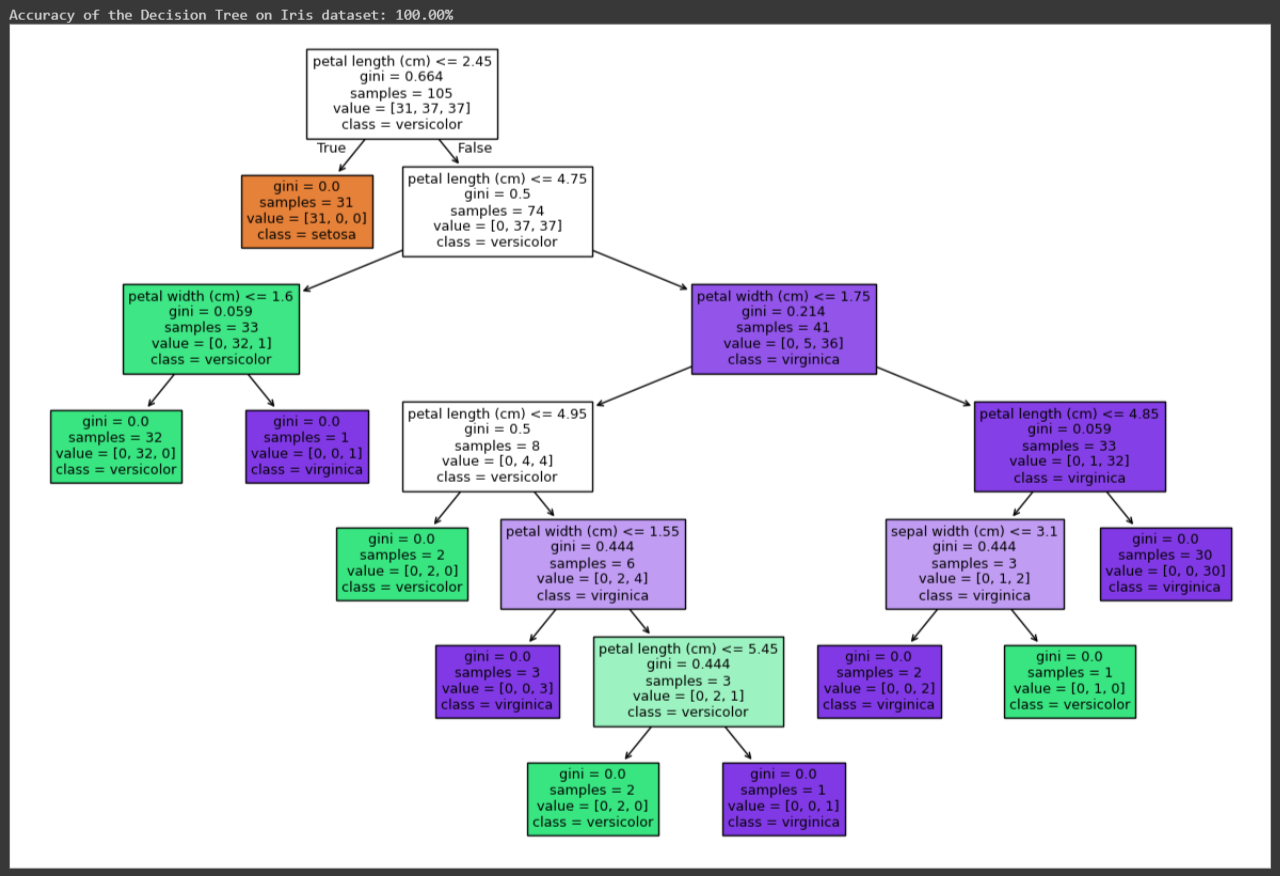 Accuracy of the Decision Tree on Iris dataset: 100.00%
petal length (cm) <= 2.45
gini = 0.664
samples = 105
value = [31, 37, 37]
class = versicolor
True
False
gini = 0.0
samples = 31
value = [31, 0, 0]
class = setosa
petal length (cm) <= 4.75
gini = 0.5
samples = 74
value = [0, 37, 37]
class = versicolor
petal width (cm) <= 1.6
gini = 0.059
samples = 33
value = [0, 32, 1]
class = versicolor
petal width (cm) <= 1.75
gini = 0.214
samples = 41
value = [0, 5, 36]
class = virginica
gini = 0.0
samples = 32
value = [0, 32, 0]
class = versicolor
gini = 0.0
samples = 1
value = [0, 0, 1]
class = virginica
petal length (cm) <= 4.95
gini = 0.5
samples = 8
value = [0, 4, 4]
class = versicolor
petal length (cm) <= 4.85
gini = 0.059
samples = 33
value = [0, 1, 32]
class = virginica
gini = 0.0
samples = 2
value = [0, 2, 0]
class = versicolor
petal width (cm) <= 1.55
gini = 0.444
samples = 6
value = [0, 2, 4]
class = virginica
sepal width (cm) <= 3.1
gini = 0.444
samples = 3
value = [0, 1, 2]
class = virginica
gini = 0.0
samples = 30
value = [0, 0, 30]
class = virginica
gini = 0.0
samples = 3
value = [0, 0, 3]
class = virginica
petal length (cm) <= 5.45
gini = 0.444
samples = 3
value = [0, 2, 1]
class = versicolor
gini = 0.0
samples = 2
value = [0, 0, 2]
class = virginica
gini = 0.0
samples = 1
value = [0, 1, 0]
class = versicolor
gini = 0.0
samples = 2
value = [0, 2, 0]
class = versicolor
gini = 0.0
samples = 1
value = [0, 0, 1]
class = virginica